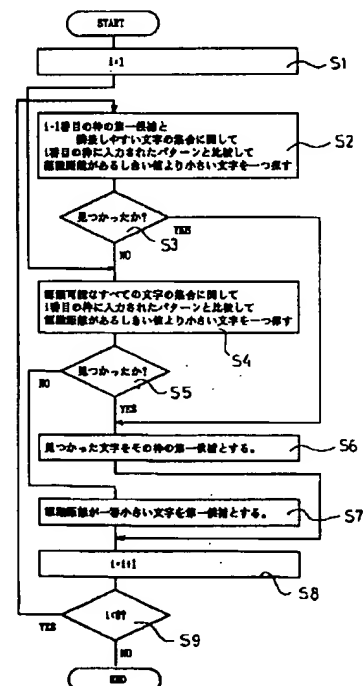 START
i=1
S1
i-1番目の枠の第一候補と
隣接しやすい文字の集合に関して
i番目の枠に入力されたパターンと比較して
認識距離があるしきい値より小さい文字を一つ探す
S2
見つかったか?
YES
S3
NO
認識可能なすべての文字の集合に関して
i番目の枠に入力されたパターンと比較して
認識距離があるしきい値より小さい文字を一つ探す
S4
NO
見つかったか?
S5
YES
見つかった文字をその枠の第一候補とする。
S6
認識距離が一番小さい文字を第一候補とする。
S7
i=i+1
S8
YES
S9
NO
END